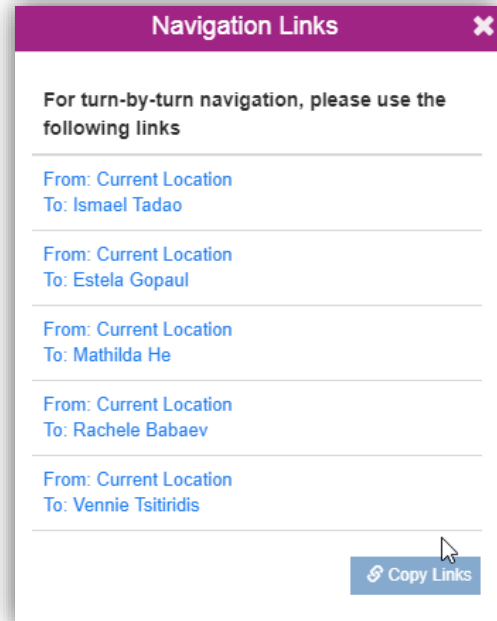 Navigation Links
For turn-by-turn navigation, please use the
following links
From: Current Location
To: Ismael Tadao
From: Current Location
To: Estela Gopaul
From: Current Location
To: Mathilda He
From: Current Location
To: Rachele Babaev
From: Current Location
To: Vennie Tsitiridis
Copy Links